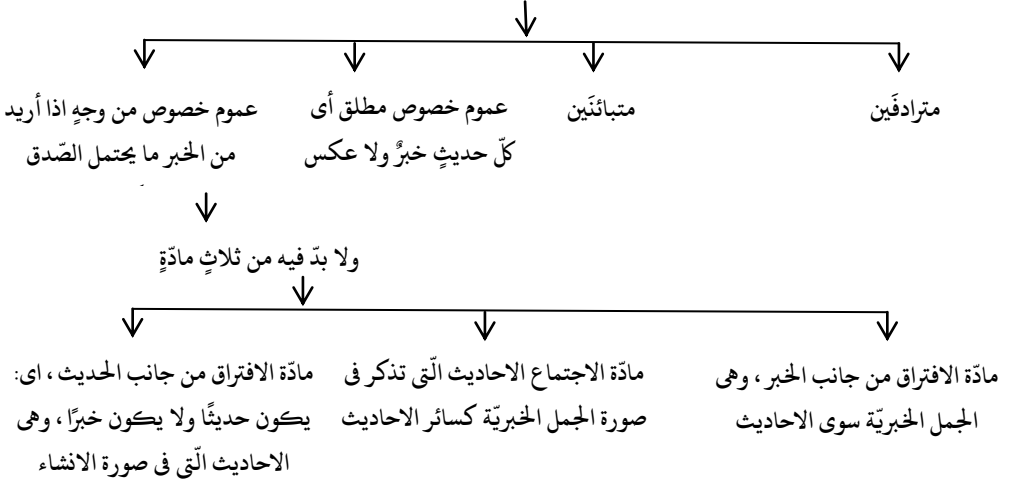 مترادفَين
متبائنَين
عموم خصوص مطلق أى
كلّ حديثٍ خبرٌ ولا عكس
عموم خصوص من وجهٍ اذا أريد
من الخبر ما يحتمل الصّدق
ولا بدّ فيه من ثلاثٍ مادّةٍ
مادّة الافتراق من جانب الخبر ، وهى
الجمل الخبريّة سوى الاحاديث
مادّة الاجتماع الاحاديث الّتى تذكر فى
صورة الجمل الخبريّة كسائر الاحاديث
مادّة الافتراق من جانب الحديث ، اى:
يكون حديثًا ولا يكون خبرًا ، وهى
الاحاديث الّتى فى صورة الانشاء